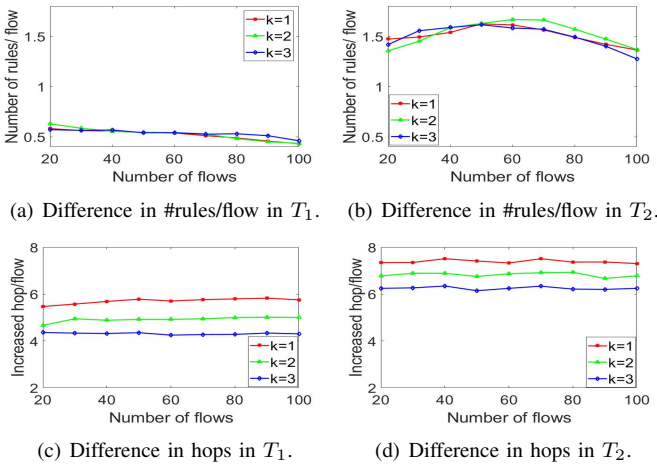 Number of rules/ flow
1.5
1
0.5
k=1
k=2
k=3
20 40 60 80 100
Number of flows
(a) Difference in #rules/flow in T1.
Number of rules/ flow
1.5
1
0.5
k=1
k=2
k=3
20 40 60 80 100
Number of flows
(b) Difference in #rules/flow in T2.
Increased hop/flow
8
6
4
2
k=1
k=2
k=3
20 40 60 80 100
Number of flows
(c) Difference in hops in T1.
Increased hop/flow
8
6
4
2
k=1
k=2
k=3
20 40 60 80 100
Number of flows
(d) Difference in hops in T2.